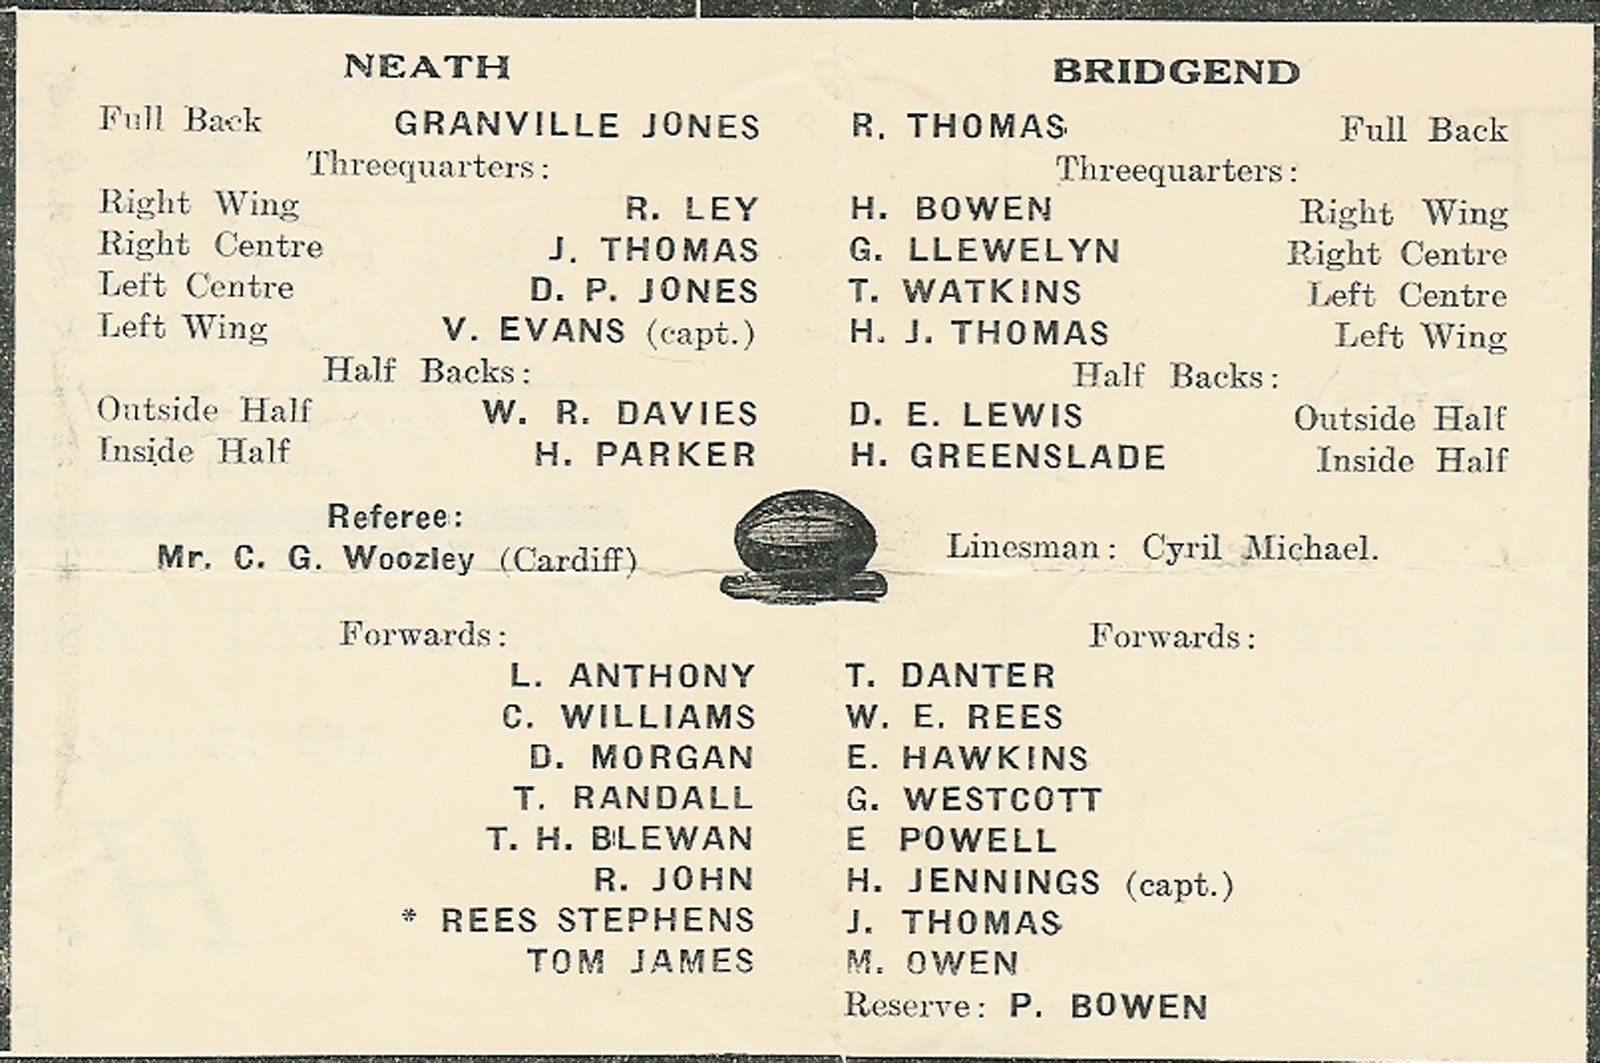 NEATH BRIDGEND
Full Back GRANVILLE JONES R. THOMAS Full Back
Threequarters: Threequarters:
Right Wing R. LEY H. BOWEN Right Wing
Right Centre J. THOMAS G. LLEWELYN Right Centre
Left Centre D. P. JONES T. WATKINS Left Centre
Left Wing V. EVANS (capt.) H. J. THOMAS Left Wing
Half Backs: Half Backs:
Outside Half W. R. DAVIES D. E. LEWIS Outside Half
Inside Half H. PARKER H. GREENSLADE Inside Half
Referee:
Mr. C. G. Woozley (Cardiff) Linesman: Cyril Michael.
Forwards: Forwards:
L. ANTHONY T. DANTER
C. WILLIAMS W. E. REES
D. MORGAN E. HAWKINS
T. RANDALL G. WESTCOTT
T. H. BLEWAN E POWELL
R. JOHN H. JENNINGS (capt.)
* REES STEPHENS J. THOMAS
TOM JAMES M. OWEN
Reserve: P. BOWEN